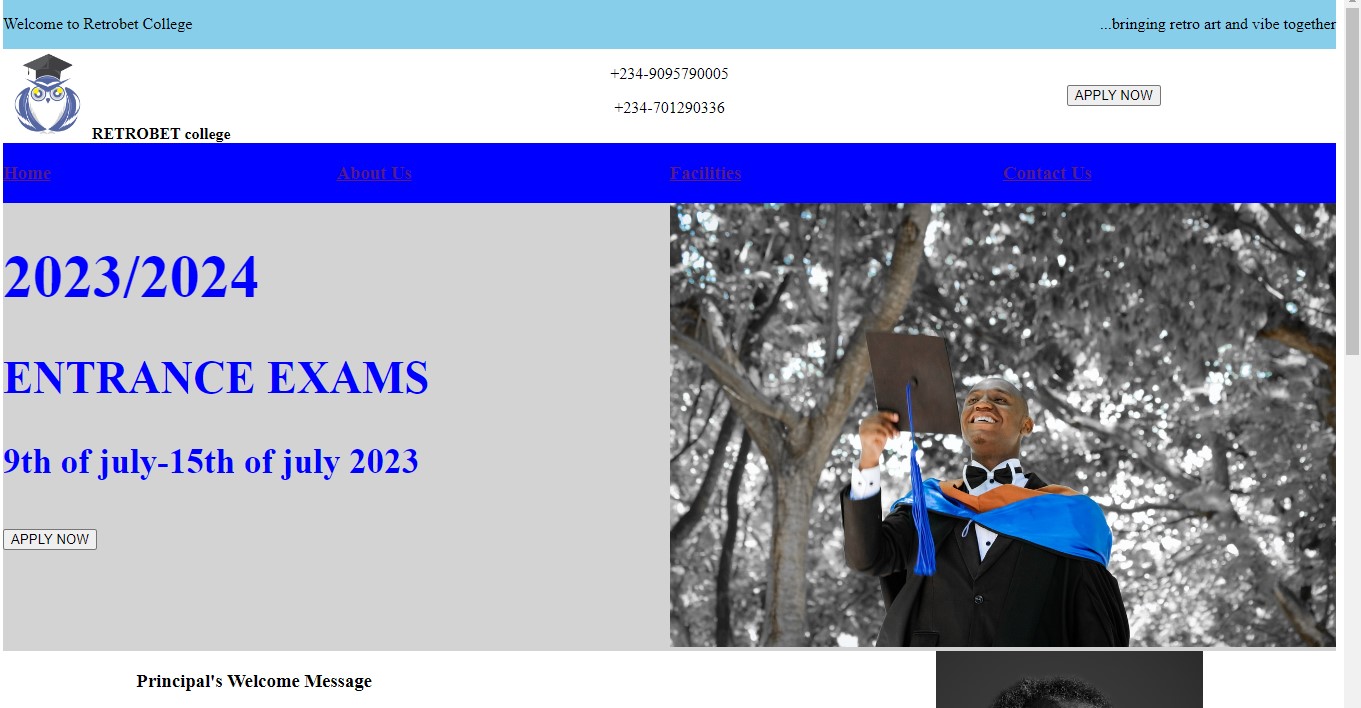 Welcome to Retrobet College
...bringing retro art and vibe together
RETROBET college
+234-9095790005
+234-701290336
APPLY NOW
Home
About Us
Facilities
Contact Us
2023/2024
ENTRANCE EXAMS
9th of july-15th of july 2023
APPLY NOW
Principal's Welcome Message